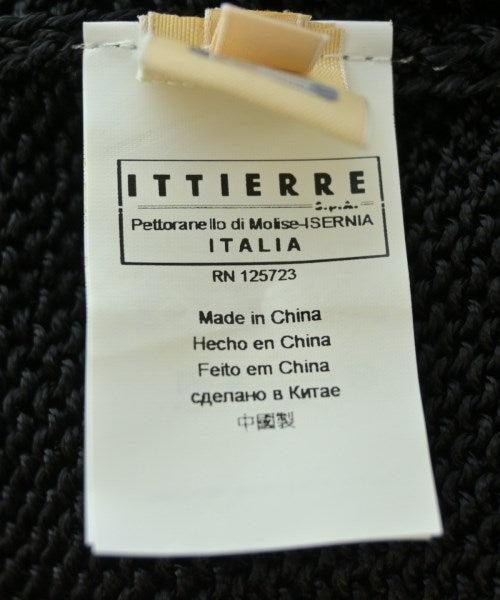 ITTIERRE
S.p.A.
Pettoranello di Molise-ISERNIA
ITALIA
RN 125723
Made in China
Hecho en China
Feito em China
сделано в Китае
中國製